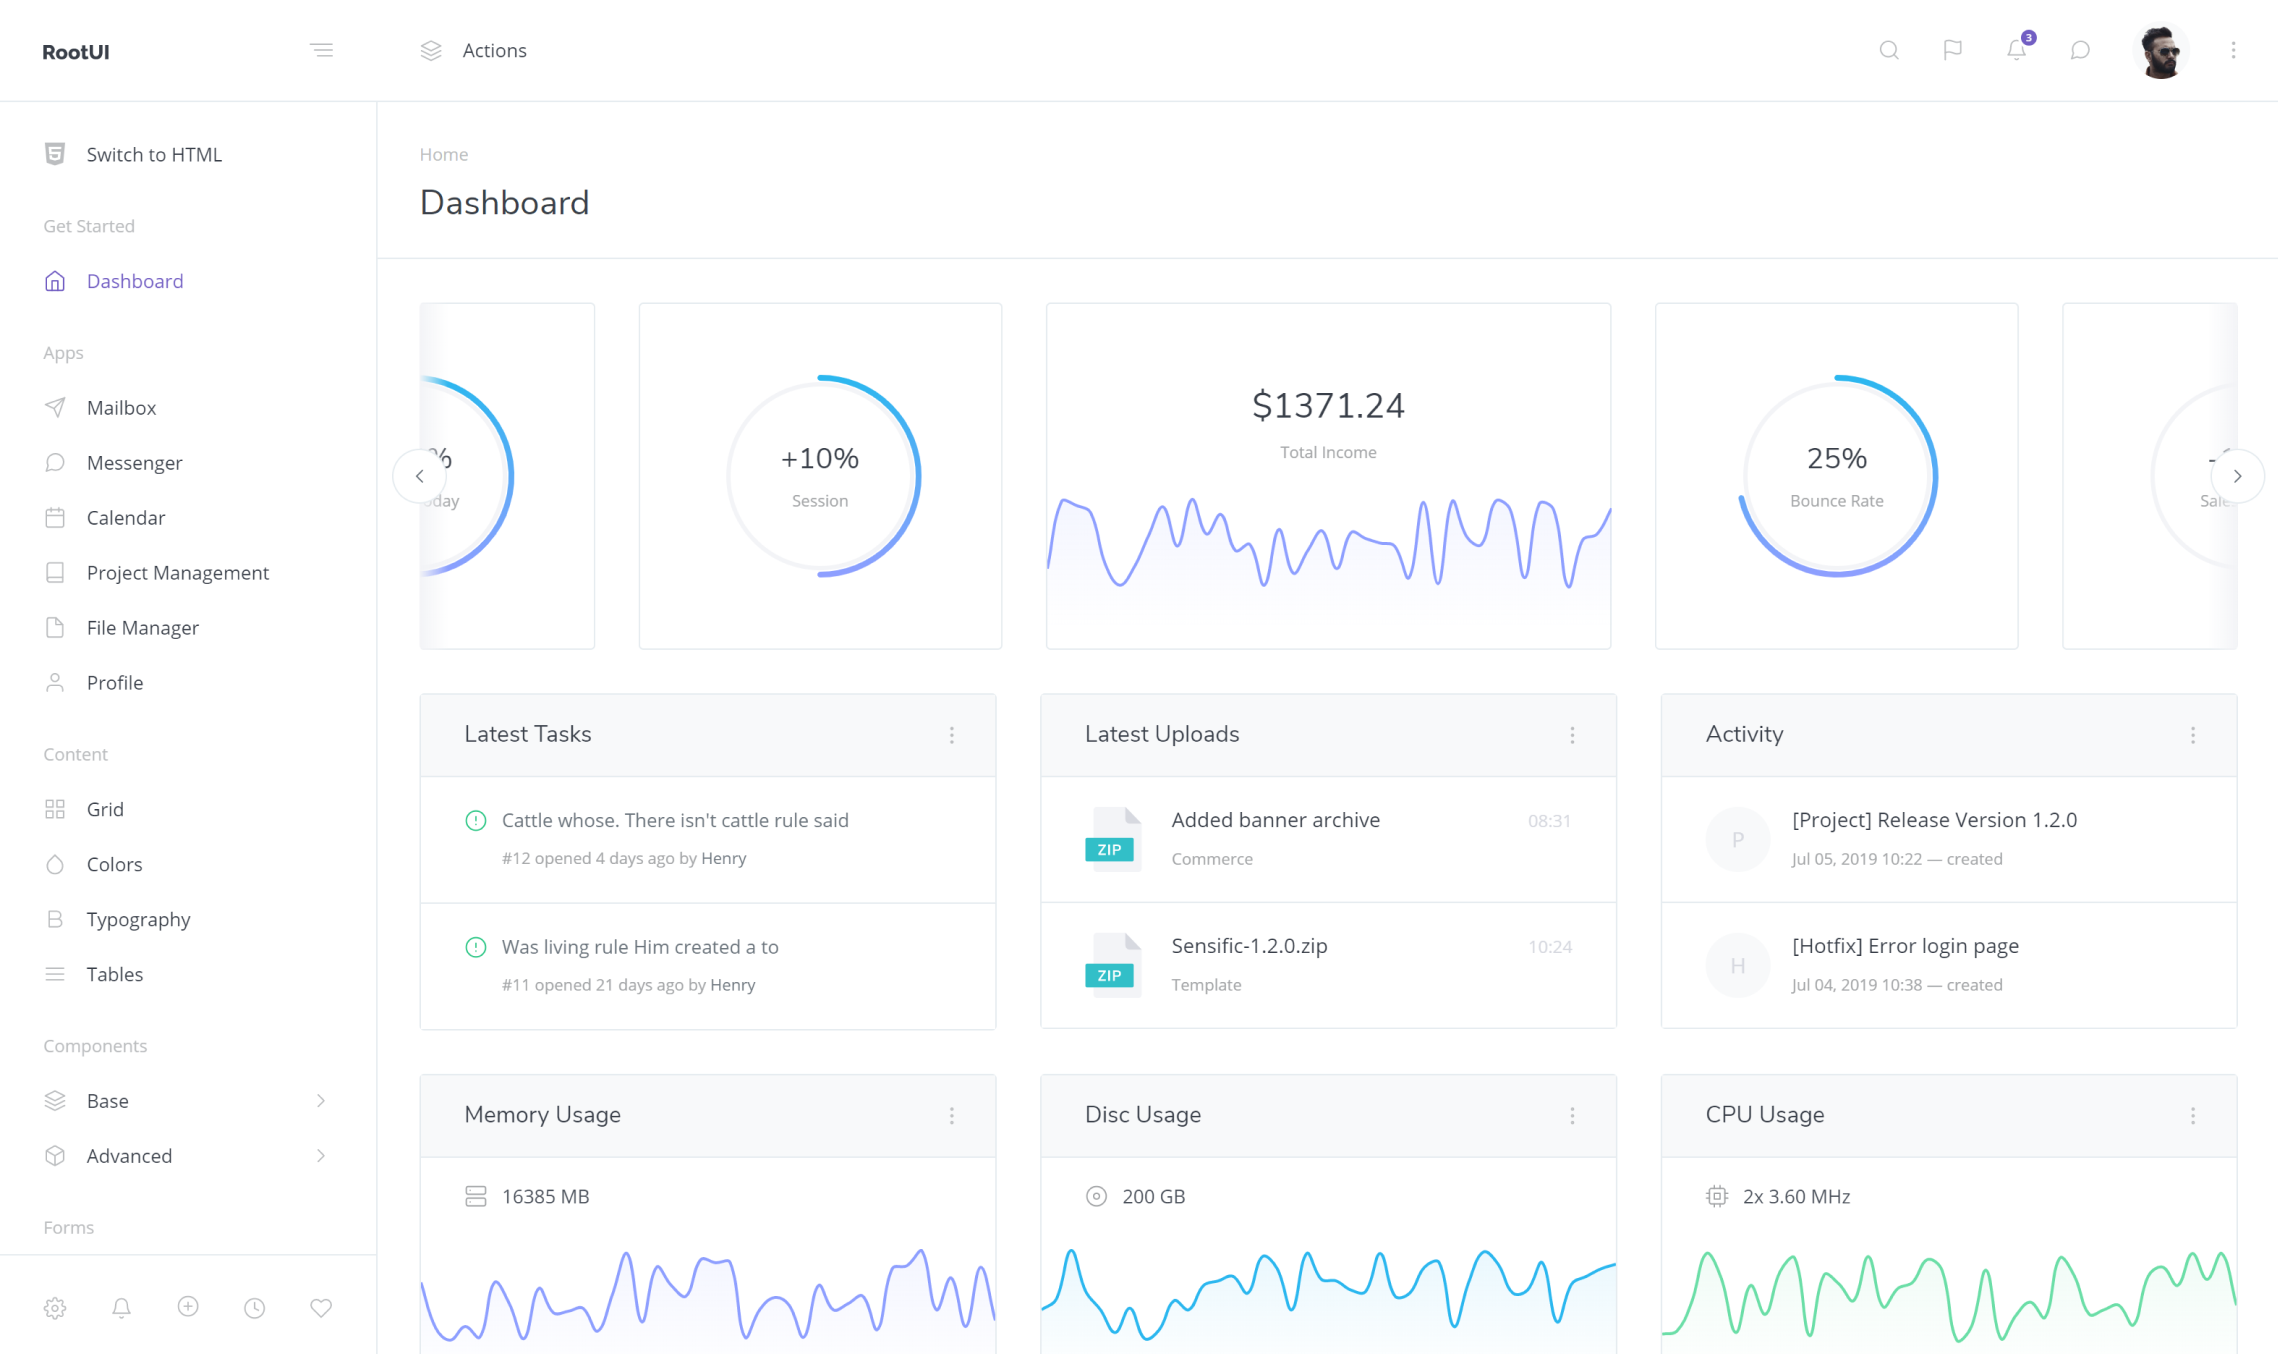 RootUI
Actions
3
Switch to HTML
Get Started
Dashboard
Apps
Mailbox
Messenger
Calendar
Project Management
File Manager
Profile
Content
Grid
Colors
Typography
Tables
Components
Base
Advanced
Forms
Home
Dashboard
+10%
Session
$1371.24
Total Income
25%
Bounce Rate
Latest Tasks
Cattle whose. There isn't cattle rule said
#12 opened 4 days ago by Henry
Was living rule Him created a to
#11 opened 21 days ago by Henry
Latest Uploads
ZIP
Added banner archive
08:31
Commerce
ZIP
Sensific-1.2.0.zip
10:24
Template
Activity
P
[Project] Release Version 1.2.0
Jul 05, 2019 10:22 — created
H
[Hotfix] Error login page
Jul 04, 2019 10:38 — created
Memory Usage
16385 MB
Disc Usage
200 GB
CPU Usage
2x 3.60 MHz